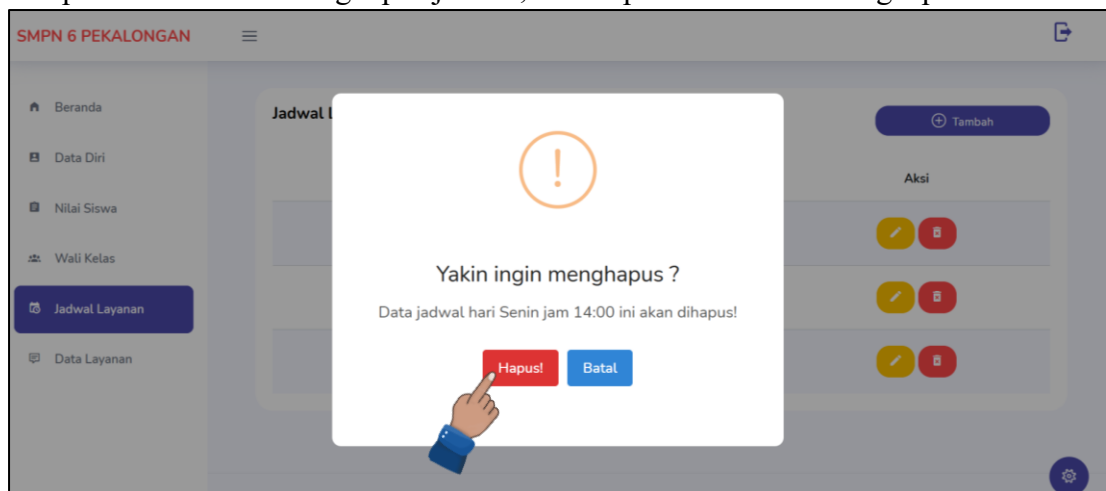 SMPN 6 PEKALONGAN
Beranda
Data Diri
Nilai Siswa
Wali Kelas
Jadwal Layanan
Data Layanan
Jadwal
Tambah
Aksi
Yakin ingin menghapus ?
Data jadwal hari Senin jam 14:00 ini akan dihapus!
Hapus! Batal